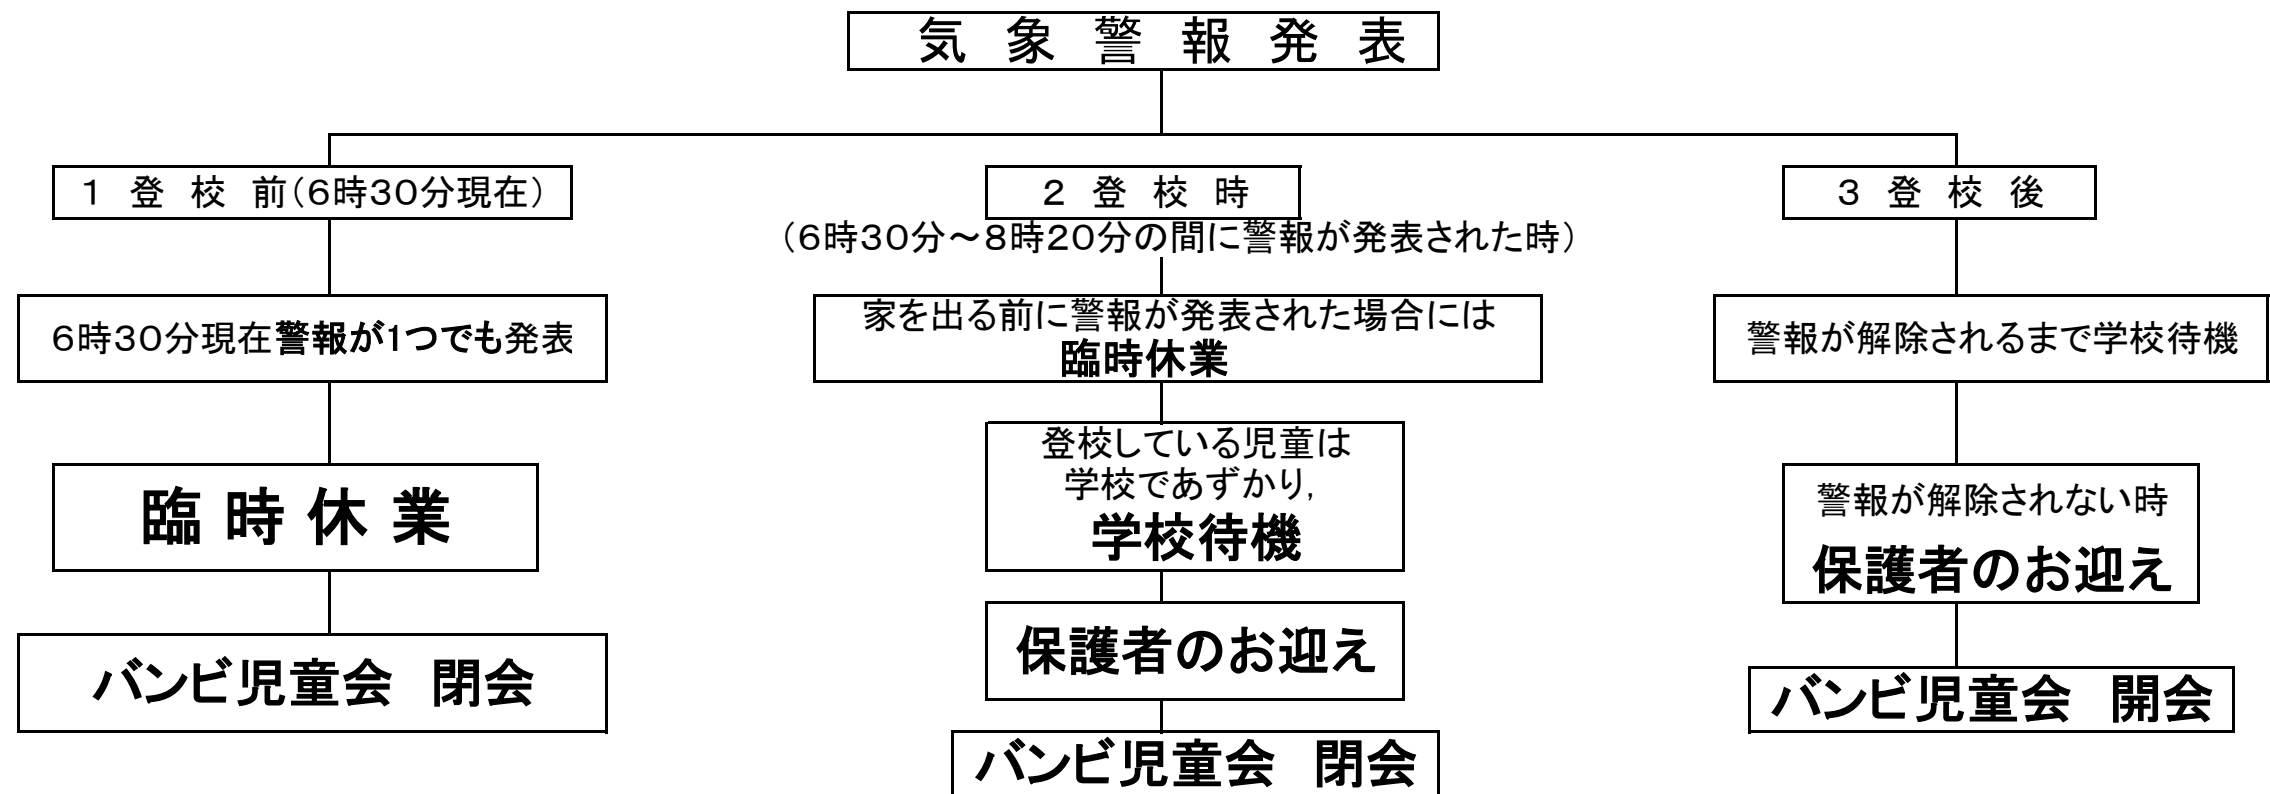 気 象 警 報 発 表
1 登 校 前(6時30分現在)
6時30分現在警報が1つでも発表
臨 時 休 業
バンビ児童会 閉会
2 登 校 時
(6時30分～8時20分の間に警報が発表された時)
家を出る前に警報が発表された場合には
臨時休業
登校している児童は
学校であずかり,
学校待機
保護者のお迎え
バンビ児童会 閉会
3 登 校 後
警報が解除されるまで学校待機
警報が解除されない時
保護者のお迎え
バンビ児童会 開会